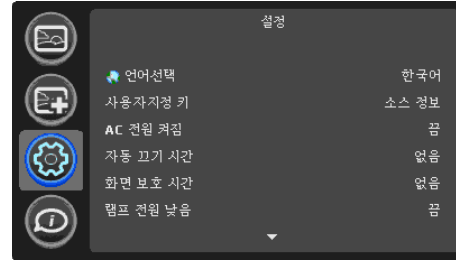 설정
언어선택 한국어
사용자지정 키 소스 정보
AC 전원 켜짐 끔
자동 끄기 시간 없음
화면 보호 시간 없음
램프 전원 낮음 끔